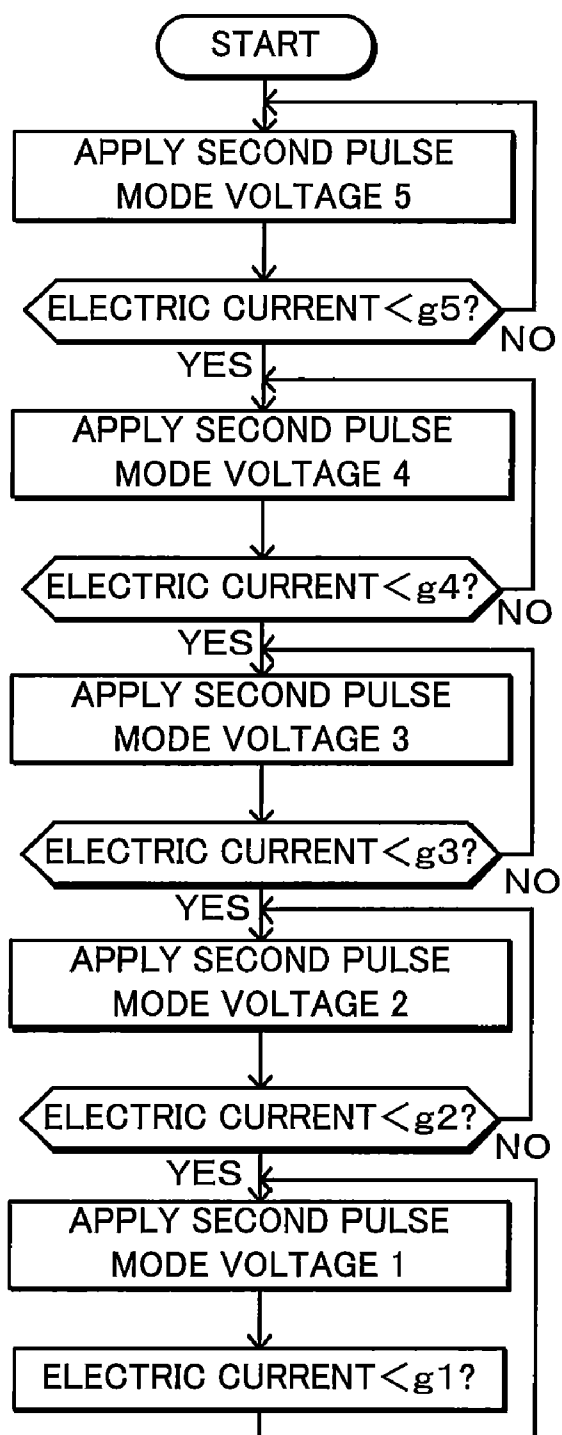 START
APPLY SECOND PULSE
MODE VOLTAGE 5
ELECTRIC CURRENT<g5?
NO
YES
APPLY SECOND PULSE
MODE VOLTAGE 4
ELECTRIC CURRENT<g4?
NO
YES
APPLY SECOND PULSE
MODE VOLTAGE 3
ELECTRIC CURRENT<g3?
NO
YES
APPLY SECOND PULSE
MODE VOLTAGE 2
ELECTRIC CURRENT<g2?
NO
YES
APPLY SECOND PULSE
MODE VOLTAGE 1
ELECTRIC CURRENT<g1?